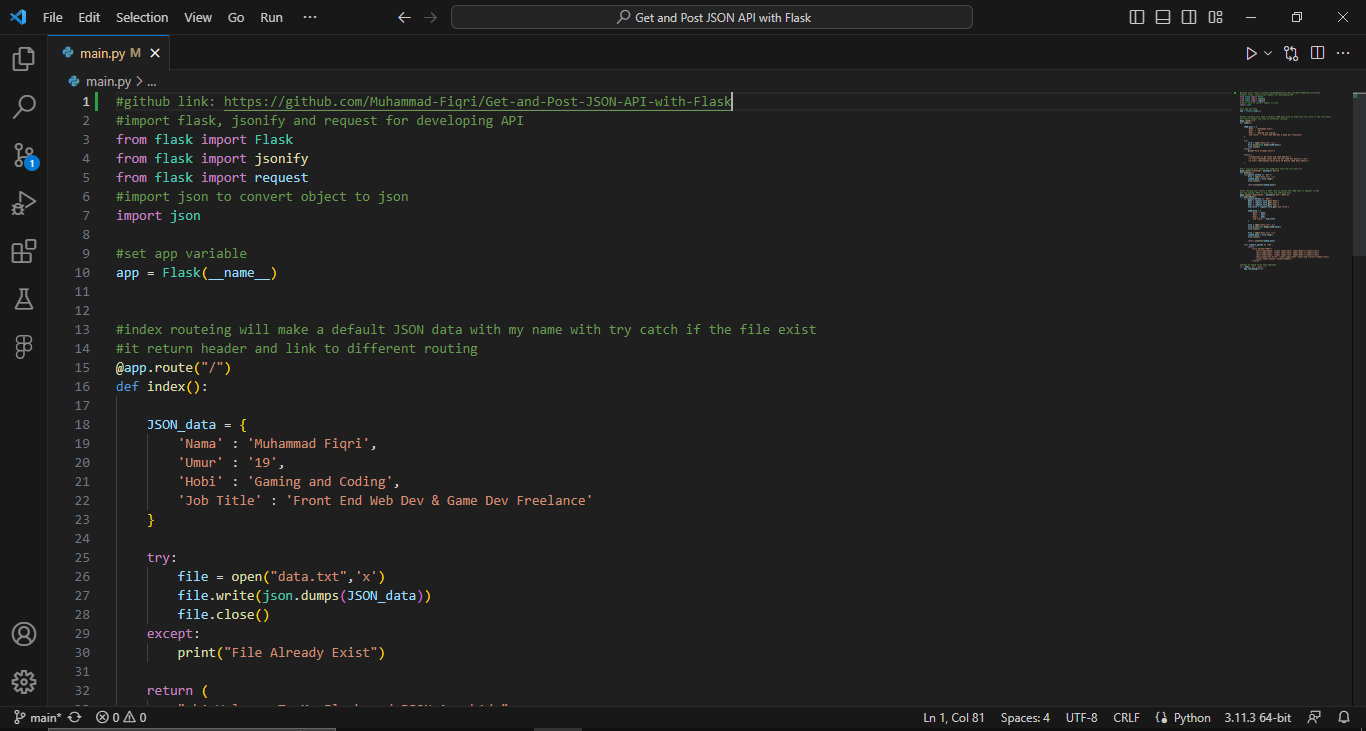 File Edit Selection View Go Run ··· Get and Post JSON API with Flask
main.py M
main.py > ...
1 #github link: https://github.com/Muhammad-Fiqri/Get-and-Post-JSON-API-with-Flask
2 #import flask, jsonify and request for developing API
3 from flask import Flask
4 from flask import jsonify
5 from flask import request
6 #import json to convert object to json
7 import json
8
9 #set app variable
10 app = Flask(__name__)
11
12
13 #index routeing will make a default JSON data with my name with try catch if the file exist
14 #it return header and link to different routing
15 @app.route("/")
16 def index():
17
18 JSON_data = {
19 'Nama' : 'Muhammad Fiqri',
20 'Umur' : '19',
21 'Hobi' : 'Gaming and Coding',
22 'Job Title' : 'Front End Web Dev & Game Dev Freelance'
23 }
24
25 try:
26 file = open("data.txt",'x')
27 file.write(json.dumps(JSON_data))
28 file.close()
29 except:
30 print("File Already Exist")
31
32 return (
1
main* 0 0 Ln 1, Col 81 Spaces: 4 UTF-8 CRLF Python 3.11.3 64-bit